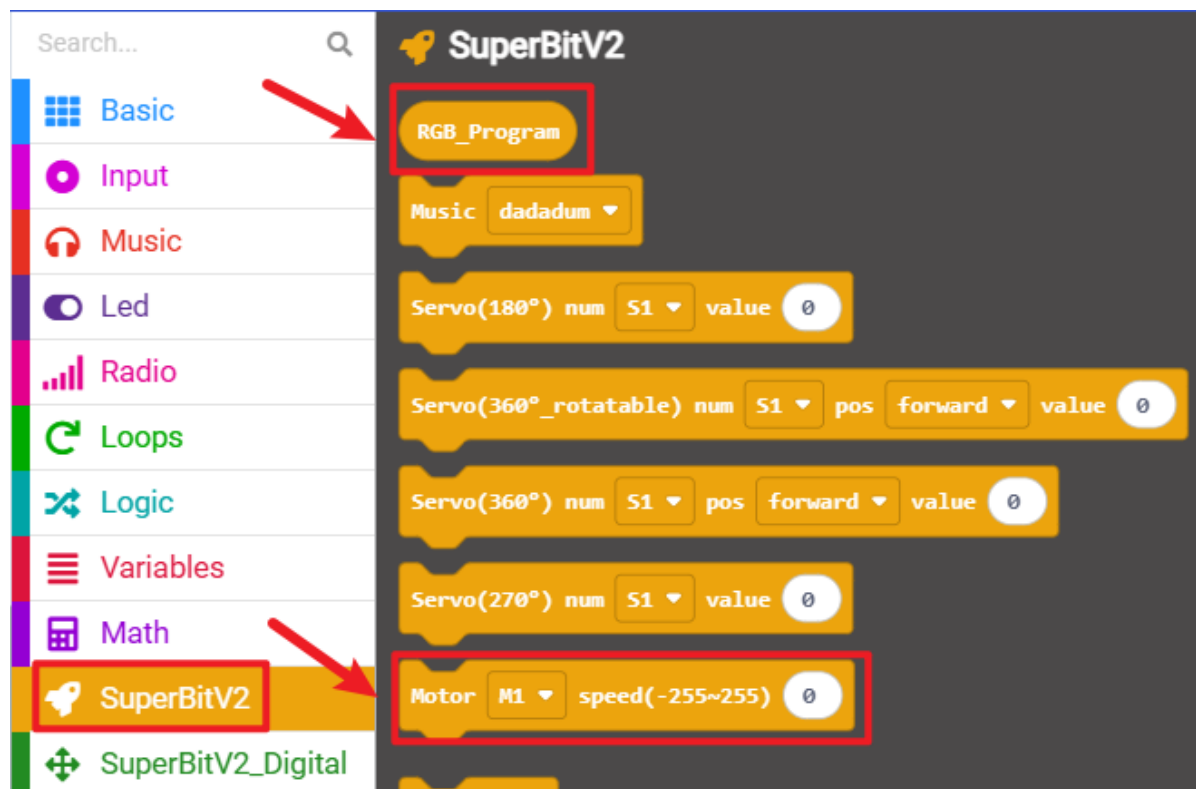 Search...
Basic
Input
Music
Led
Radio
Loops
Logic
Variables
Math
SuperBitV2
SuperBitV2_Digital
SuperBitV2
RGB_Program
Music dadadum
Servo(180°) num S1 value 0
Servo(360°_rotatable) num S1 pos forward value 0
Servo(360°) num S1 pos forward value 0
Servo(270°) num S1 value 0
Motor M1 speed(-255~255) 0